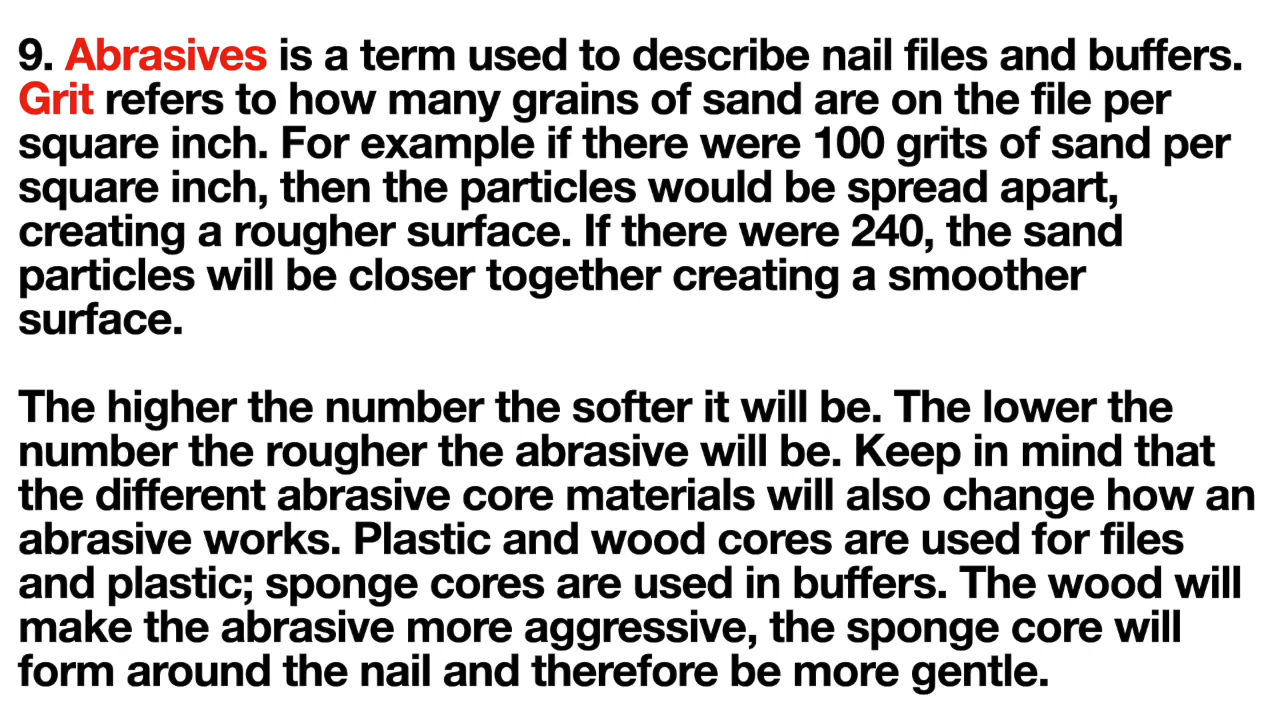 9. Abrasives is a term used to describe nail files and buffers.
Grit refers to how many grains of sand are on the file per
square inch. For example if there were 100 grits of sand per
square inch, then the particles would be spread apart,
creating a rougher surface. If there were 240, the sand
particles will be closer together creating a smoother
surface.
The higher the number the softer it will be. The lower the
number the rougher the abrasive will be. Keep in mind that
the different abrasive core materials will also change how an
abrasive works. Plastic and wood cores are used for files
and plastic; sponge cores are used in buffers. The wood will
make the abrasive more aggressive, the sponge core will
form around the nail and therefore be more gentle.